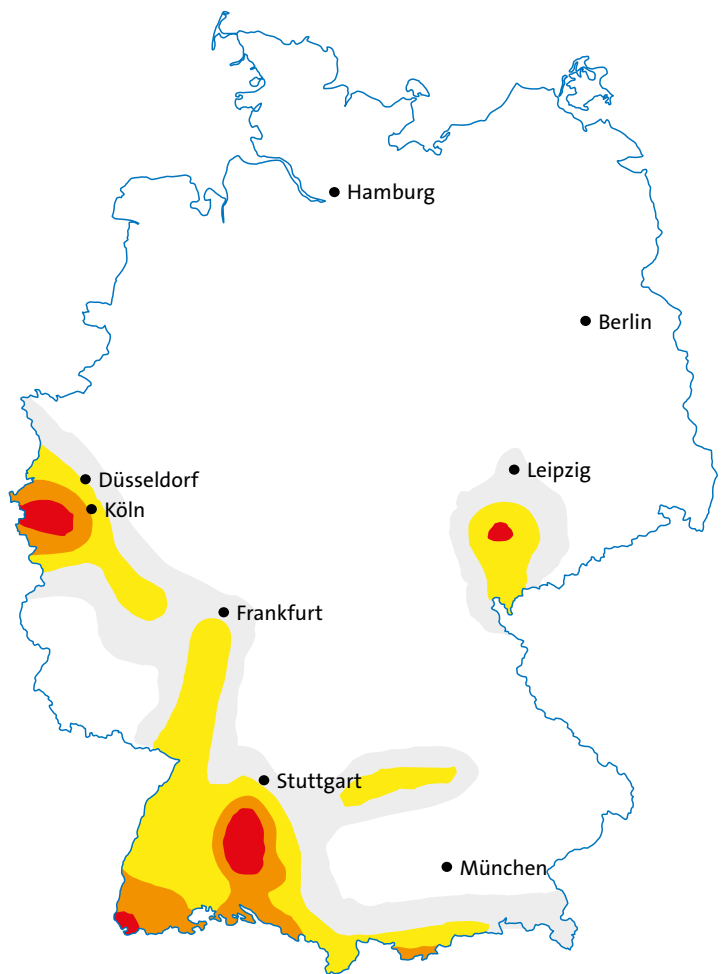 Hamburg
Berlin
Leipzig
Düsseldorf
Köln
Frankfurt
Stuttgart
München